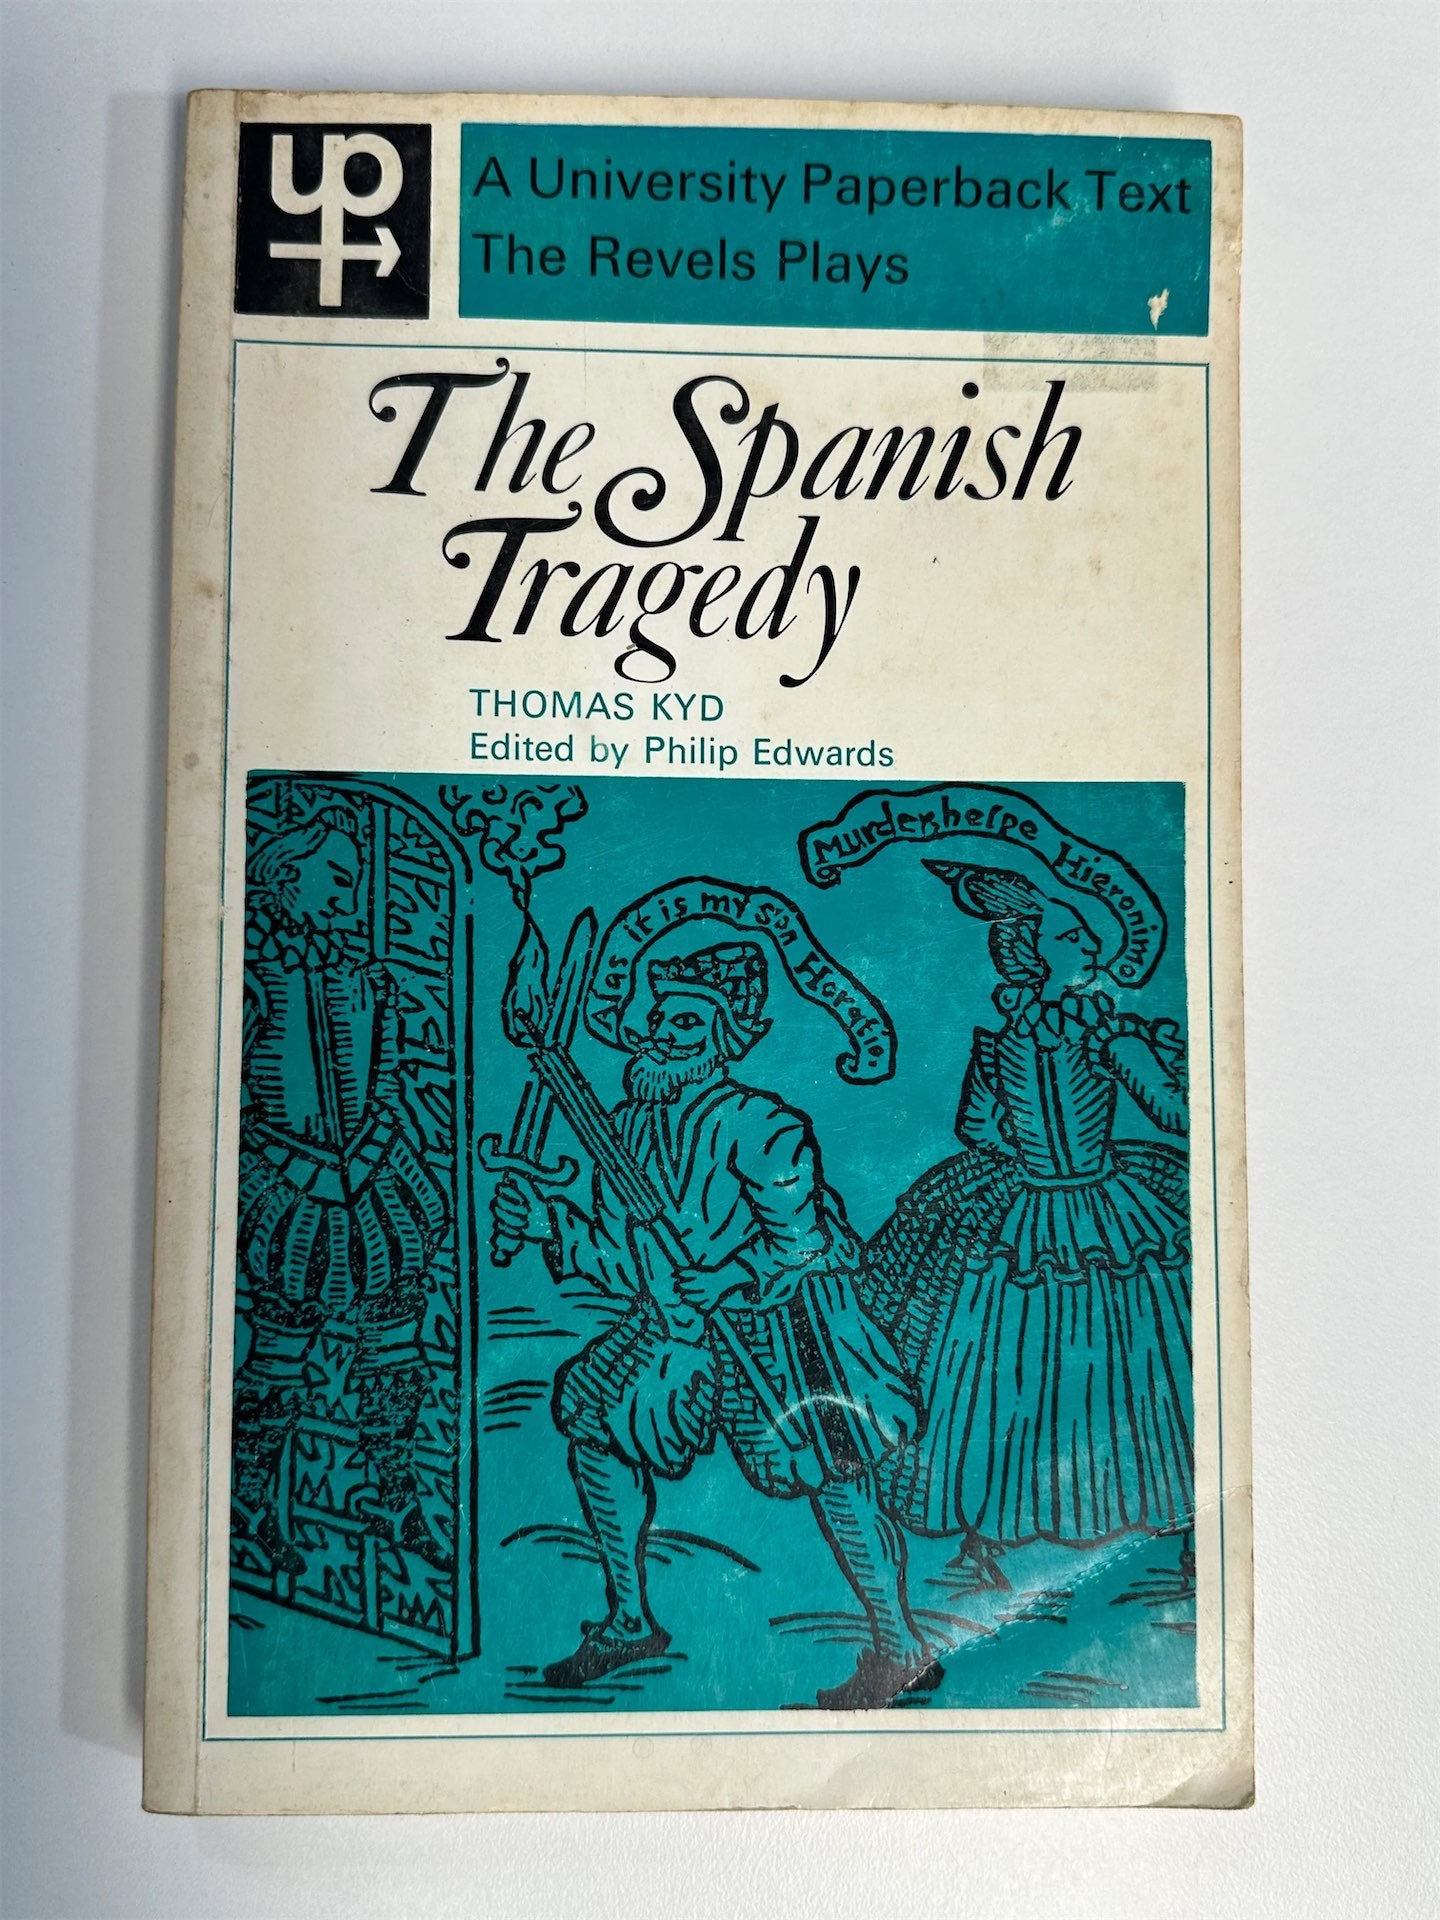 up
A University Paperback Text
The Revels Plays
The Spanish
Tragedy
THOMAS KYD
Edited by Philip Edwards
Alas it is my son Horatio
Murder helpe Hieronimo